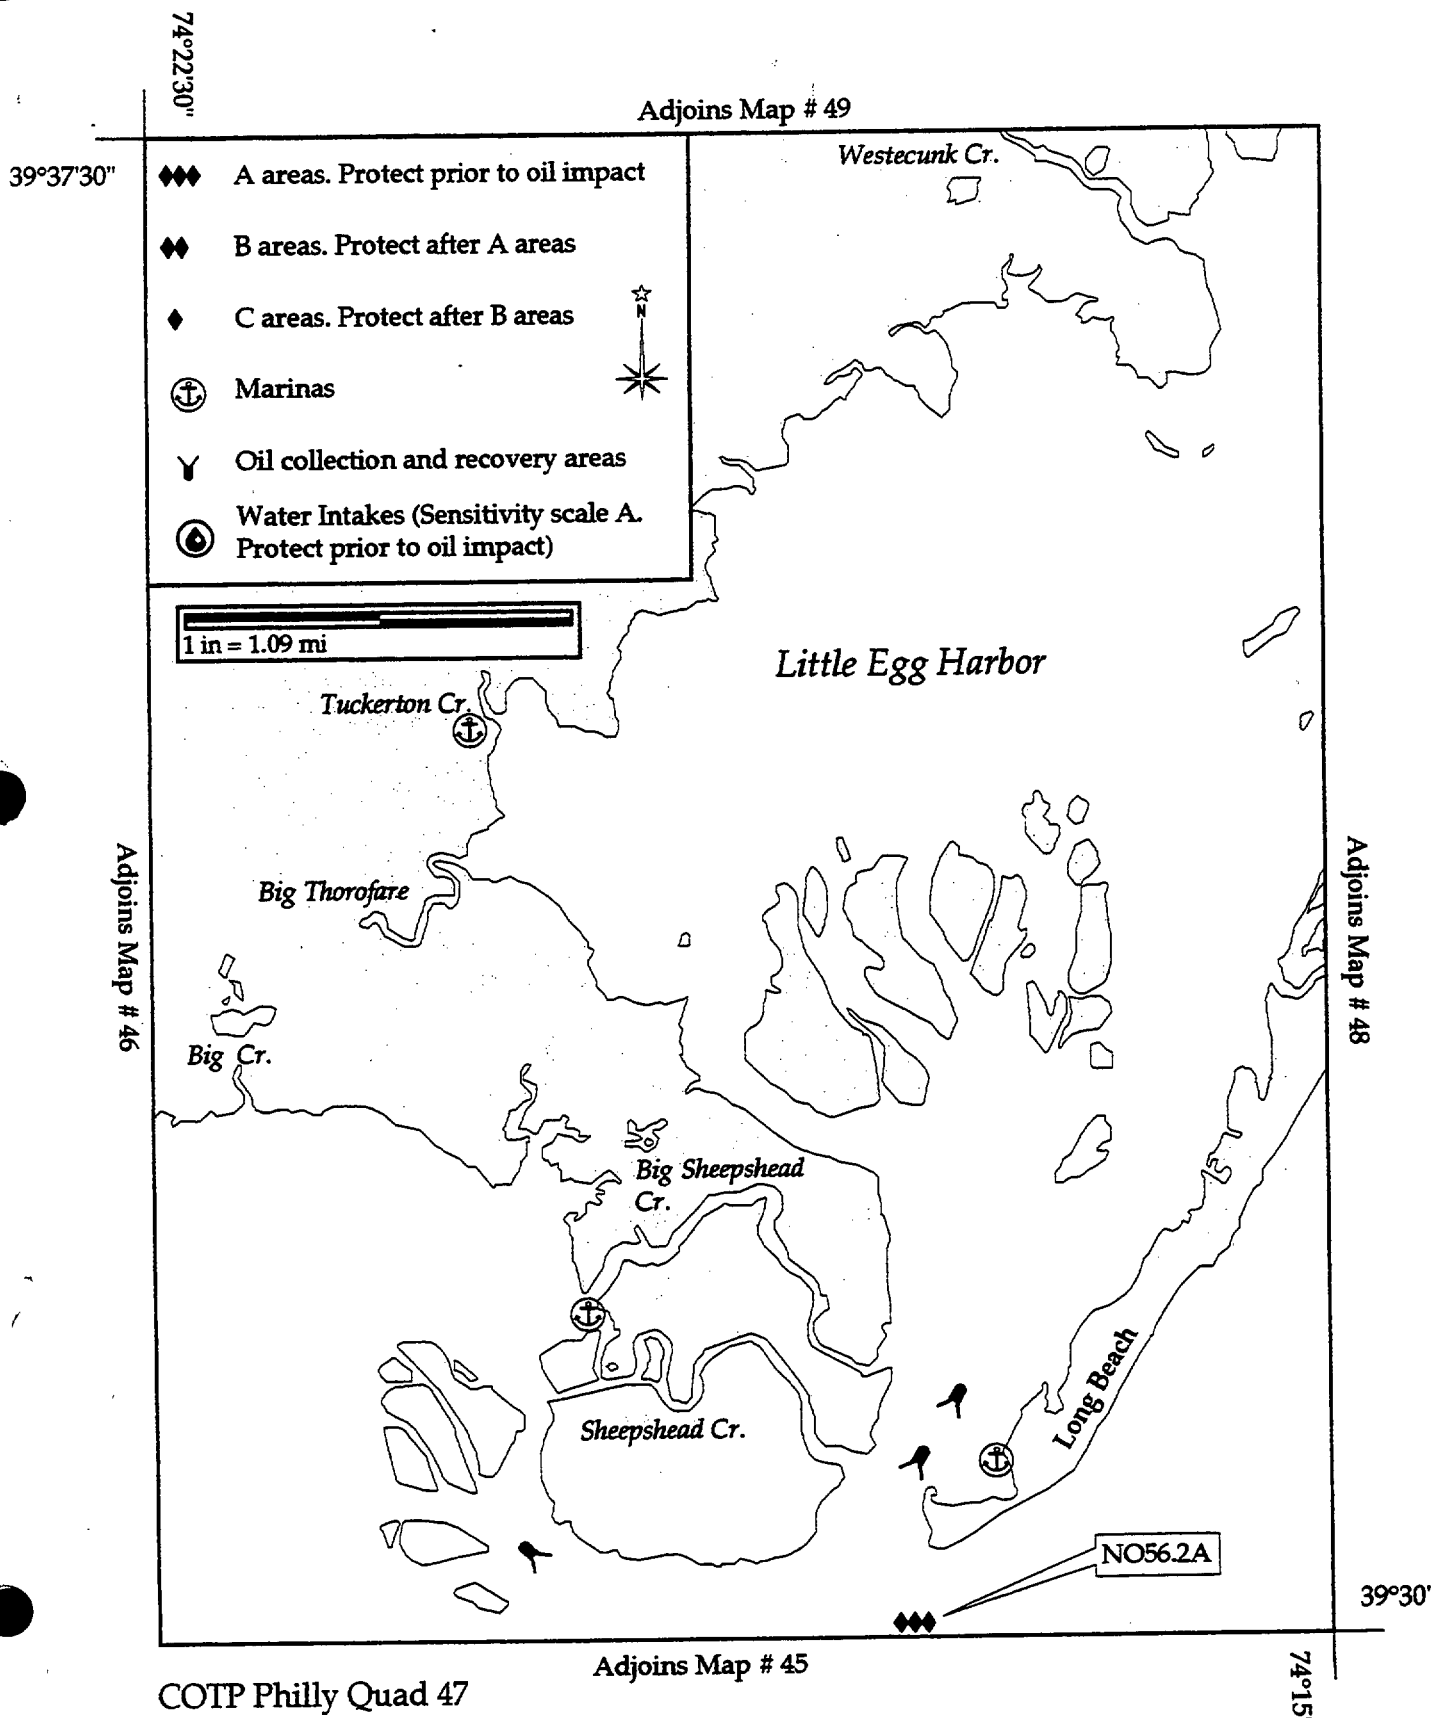 74°22'30"
Adjoins Map # 49
39°37'30"
A areas. Protect prior to oil impact
B areas. Protect after A areas
C areas. Protect after B areas
N
Marinas
Oil collection and recovery areas
Water Intakes (Sensitivity scale A.
Protect prior to oil impact)
1 in = 1.09 mi
Westecunk Cr.
Little Egg Harbor
Tuckerton Cr.
Big Thorofare
Adjoins Map # 46
Adjoins Map # 48
Big Cr.
Big Sheepshead
Cr.
Long Beach
Sheepshead Cr.
NO56.2A
39°30'
Adjoins Map # 45
74°15'
COTP Philly Quad 47